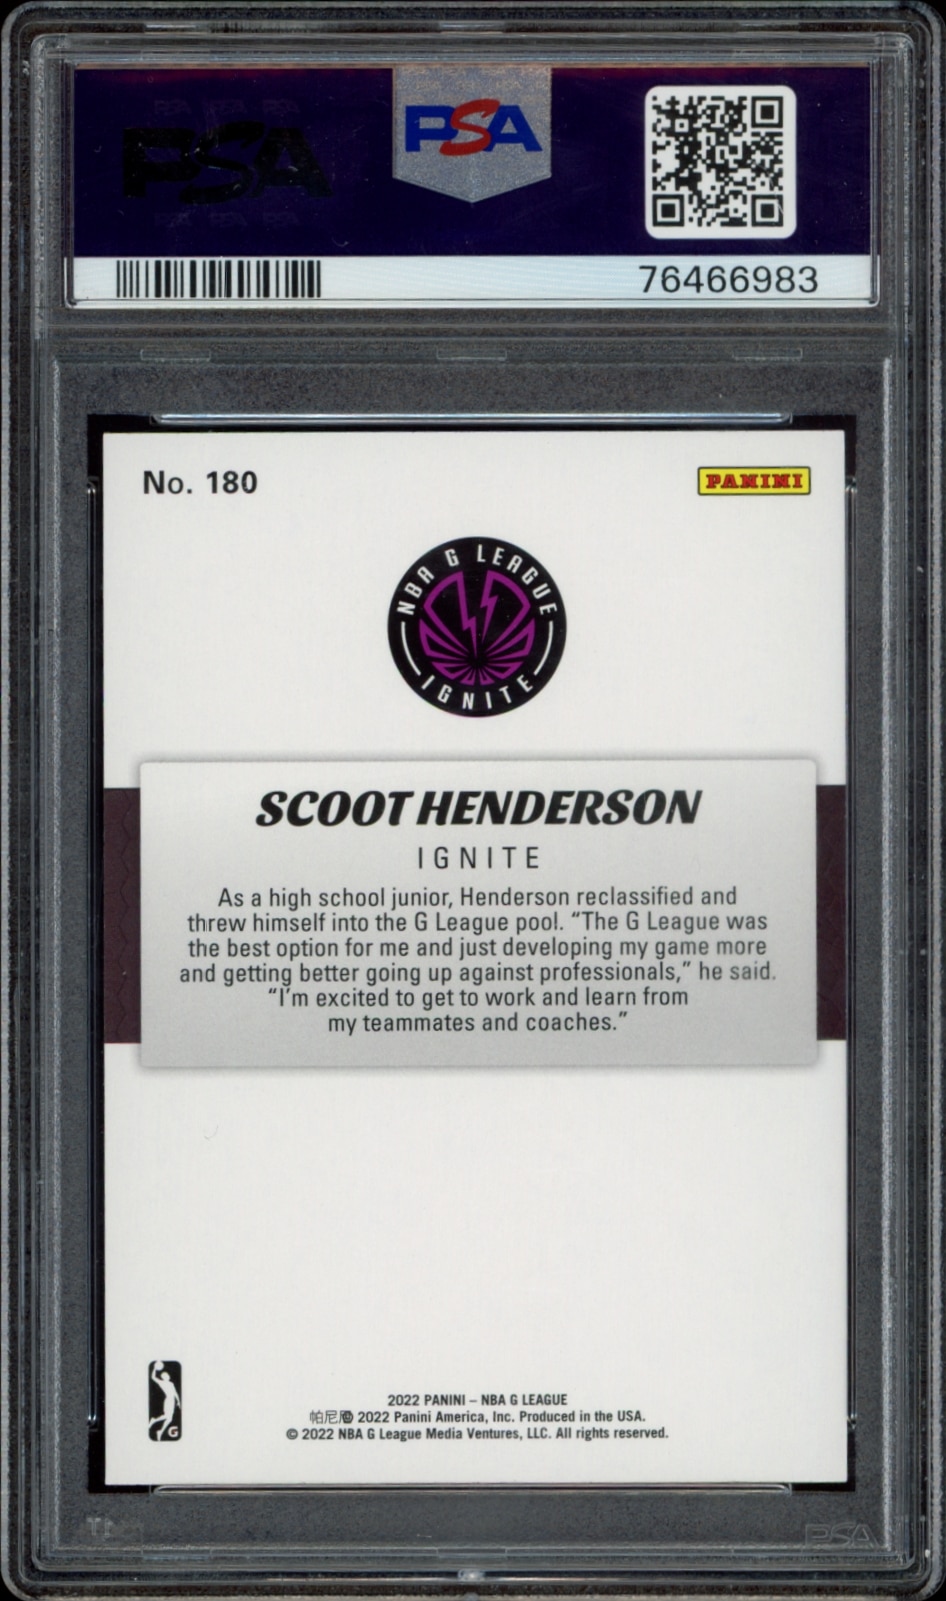 PSA
PSA
76466983
No. 180
PANINI
NBA G LEAGUE
IGNITE
SCOOT HENDERSON
IGNITE
As a high school junior, Henderson reclassified and
threw himself into the G League pool. “The G League was
the best option for me and just developing my game more
and getting better going up against professionals,” he said.
“I’m excited to get to work and learn from
my teammates and coaches.”
G
2022 PANINI – NBA G LEAGUE
帕尼尼® 2022 Panini America, Inc. Produced in the USA.
© 2022 NBA G League Media Ventures, LLC. All rights reserved.
PSA